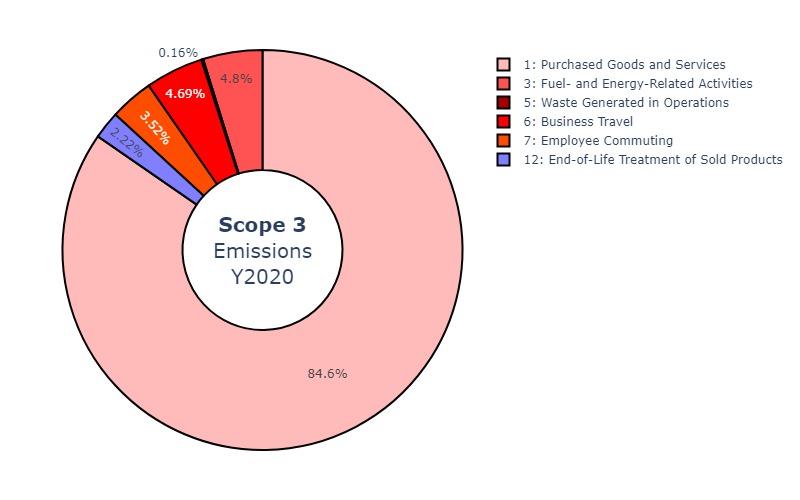 0.16%
4.8%
4.69%
3.52%
2.22%
84.6%
Scope 3
Emissions
Y2020
1: Purchased Goods and Services
3: Fuel- and Energy-Related Activities
5: Waste Generated in Operations
6: Business Travel
7: Employee Commuting
12: End-of-Life Treatment of Sold Products